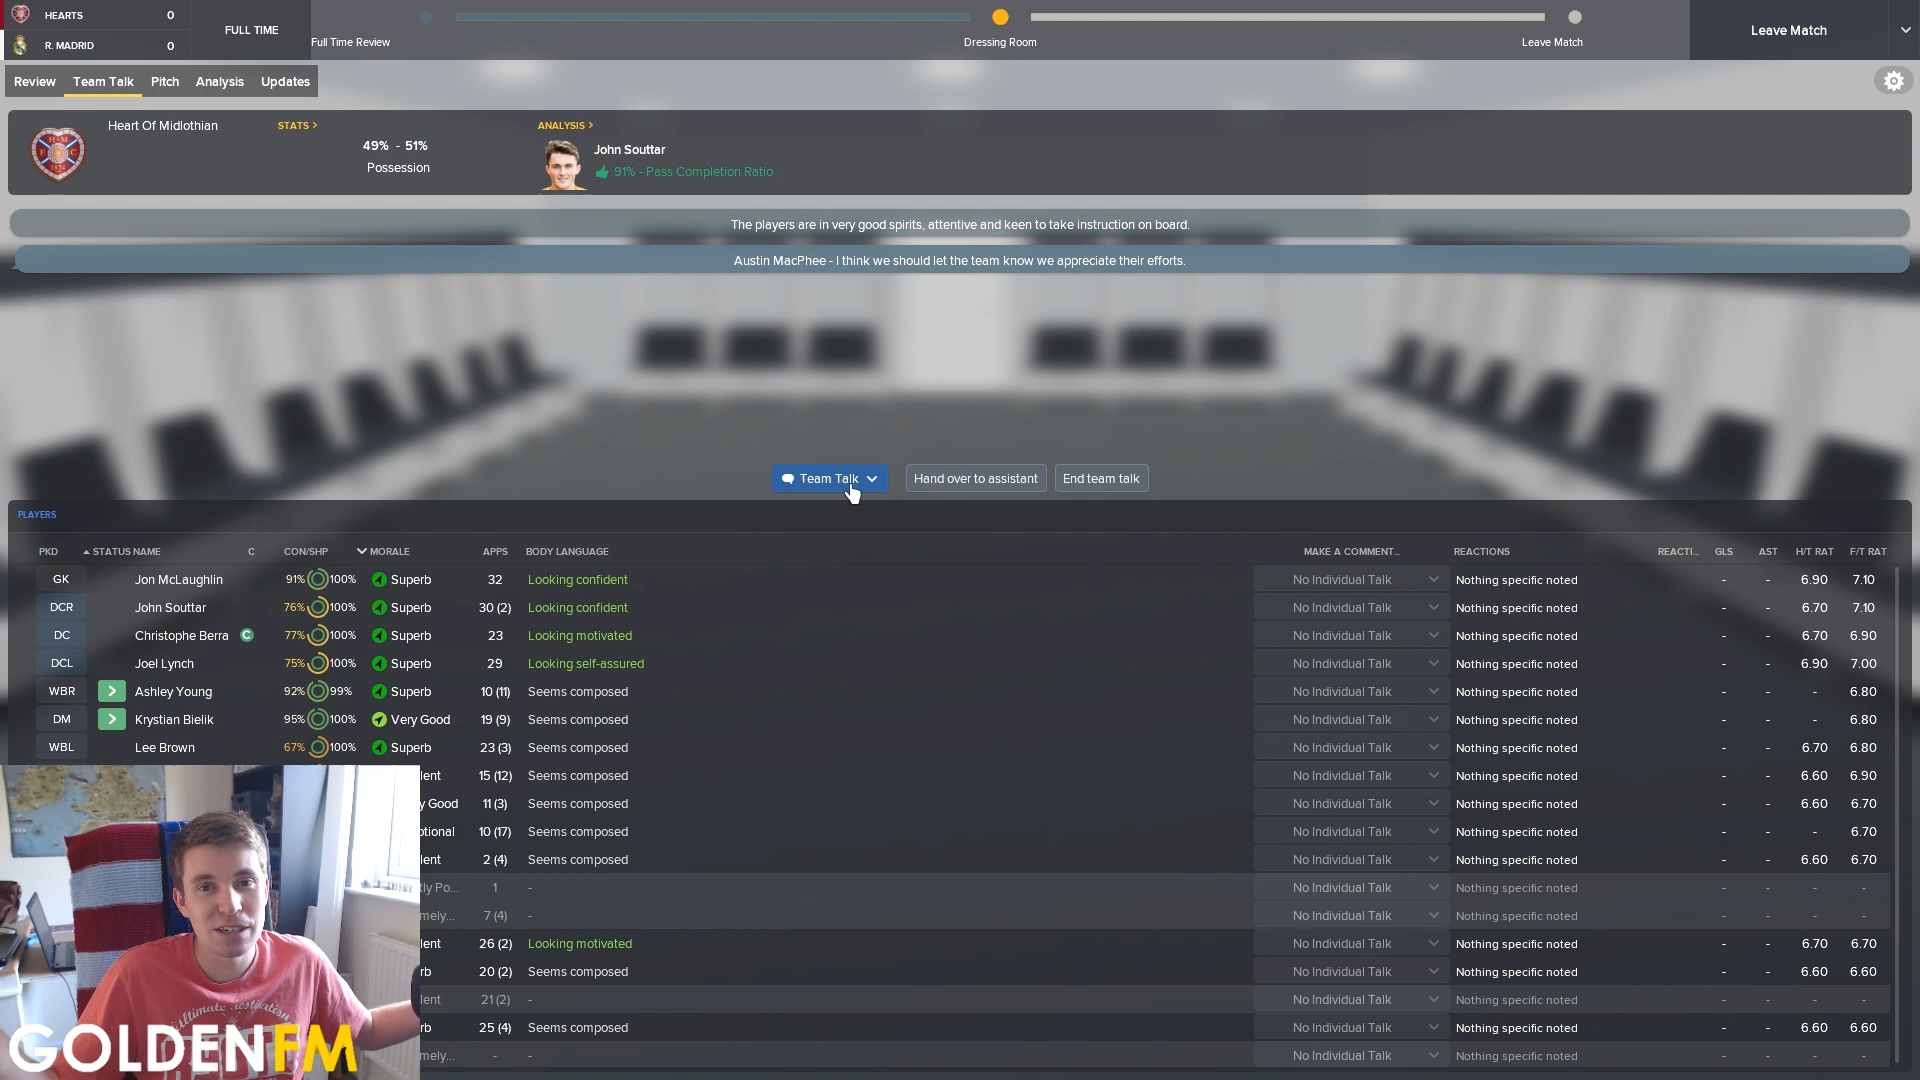 HEARTS 0
R. MADRID 0
FULL TIME
Full Time Review
Dressing Room
Leave Match
Leave Match
Review Team Talk Pitch Analysis Updates
Heart Of Midlothian
STATS >
49% - 51%
Possession
ANALYSIS >
John Souttar
91% - Pass Completion Ratio
The players are in very good spirits, attentive and keen to take instruction on board.
Austin MacPhee - I think we should let the team know we appreciate their efforts.
Team Talk Hand over to assistant End team talk
PLAYERS
PKD STATUS NAME C CON/SHP MORALE APPS BODY LANGUAGE MAKE A COMMENT... REACTIONS REACTI... GLS AST H/T RAT F/T RAT
GK Jon McLaughlin 91% 100% Superb 32 Looking confident No Individual Talk Nothing specific noted - - 6.90 7.10
DCR John Souttar 76% 100% Superb 30 (2) Looking confident No Individual Talk Nothing specific noted - - 6.70 7.10
DC Christophe Berra C 77% 100% Superb 23 Looking motivated No Individual Talk Nothing specific noted - - 6.70 6.90
DCL Joel Lynch 75% 100% Superb 29 Looking self-assured No Individual Talk Nothing specific noted - - 6.90 7.00
WBR Ashley Young 92% 99% Superb 10 (11) Seems composed No Individual Talk Nothing specific noted - - - 6.80
DM Krystian Bielik 95% 100% Very Good 19 (9) Seems composed No Individual Talk Nothing specific noted - - - 6.80
WBL Lee Brown 67% 100% Superb 23 (3) Seems composed No Individual Talk Nothing specific noted - - 6.70 6.80
lent 15 (12) Seems composed No Individual Talk Nothing specific noted - - 6.60 6.90
y Good 11 (3) Seems composed No Individual Talk Nothing specific noted - - 6.60 6.70
otional 10 (17) Seems composed No Individual Talk Nothing specific noted - - - 6.70
lent 2 (4) Seems composed No Individual Talk Nothing specific noted - - 6.60 6.70
tly Po... 1 - No Individual Talk Nothing specific noted - - - -
mely... 7 (4) - No Individual Talk Nothing specific noted - - - -
lent 26 (2) Looking motivated No Individual Talk Nothing specific noted - - 6.70 6.70
rb 20 (2) Seems composed No Individual Talk Nothing specific noted - - 6.60 6.60
lent 21 (2) - No Individual Talk Nothing specific noted - - - -
rb 25 (4) Seems composed No Individual Talk Nothing specific noted - - 6.60 6.60
mely... - - No Individual Talk Nothing specific noted - - - -
GOLDENFM